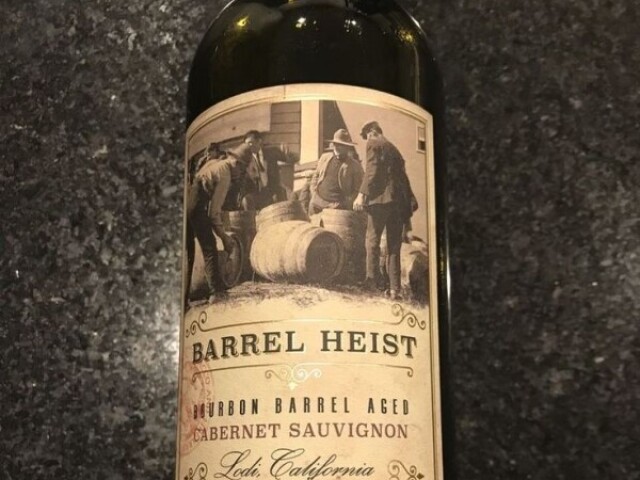 BARREL HEIST
BOURBON BARREL AGED
CABERNET SAUVIGNON
Lodi, California